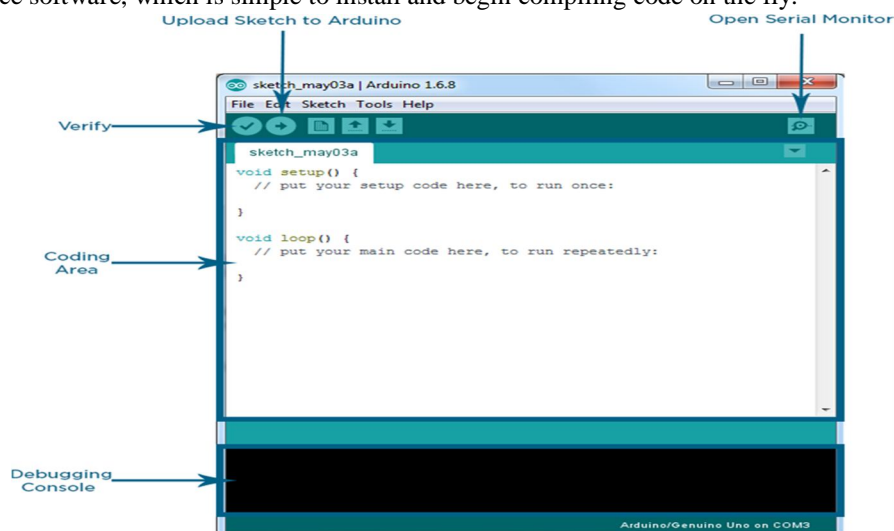 ce software, which is simple to install and begin compiling code on the fly.
Upload Sketch to Arduino
Open Serial Monitor
sketch_may03a | Arduino 1.6.8
File Edit Sketch Tools Help
Verify
sketch_may03a
void setup() {
// put your setup code here, to run once:
}
void loop() {
// put your main code here, to run repeatedly:
}
Coding
Area
Debugging
Console
Arduino/Genuino Uno on COM3